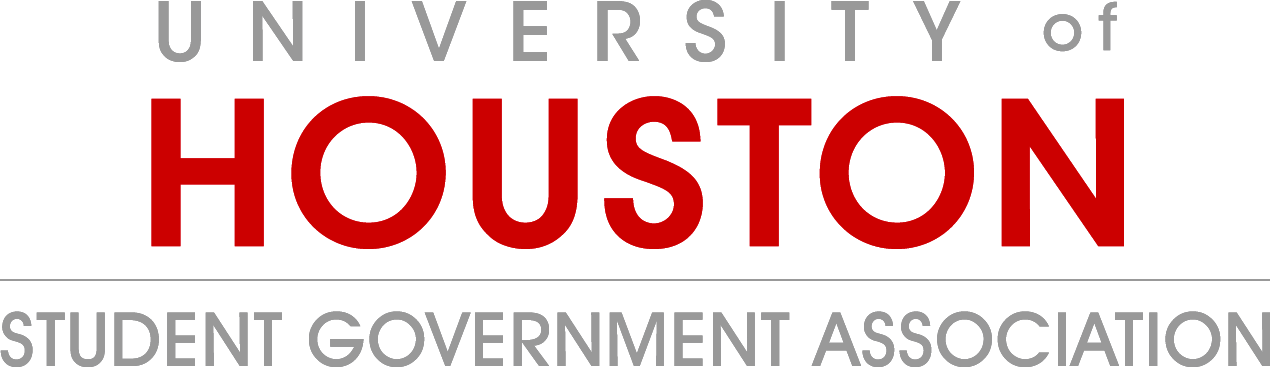 UNIVERSITY of
HOUSTON
STUDENT GOVERNMENT ASSOCIATION